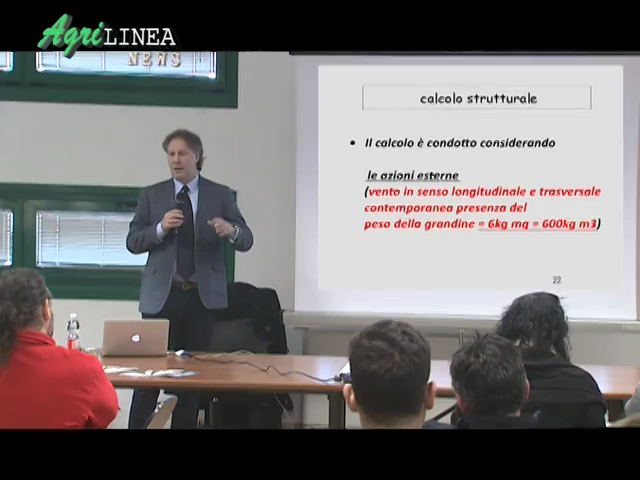 AgriLINEA
NEWS
calcolo strutturale
• Il calcolo è condotto considerando
le azioni esterne
(vento in senso longitudinale e trasversale
contemporanea presenza del
peso della grandine = 6kg mq = 600kg m3)
22